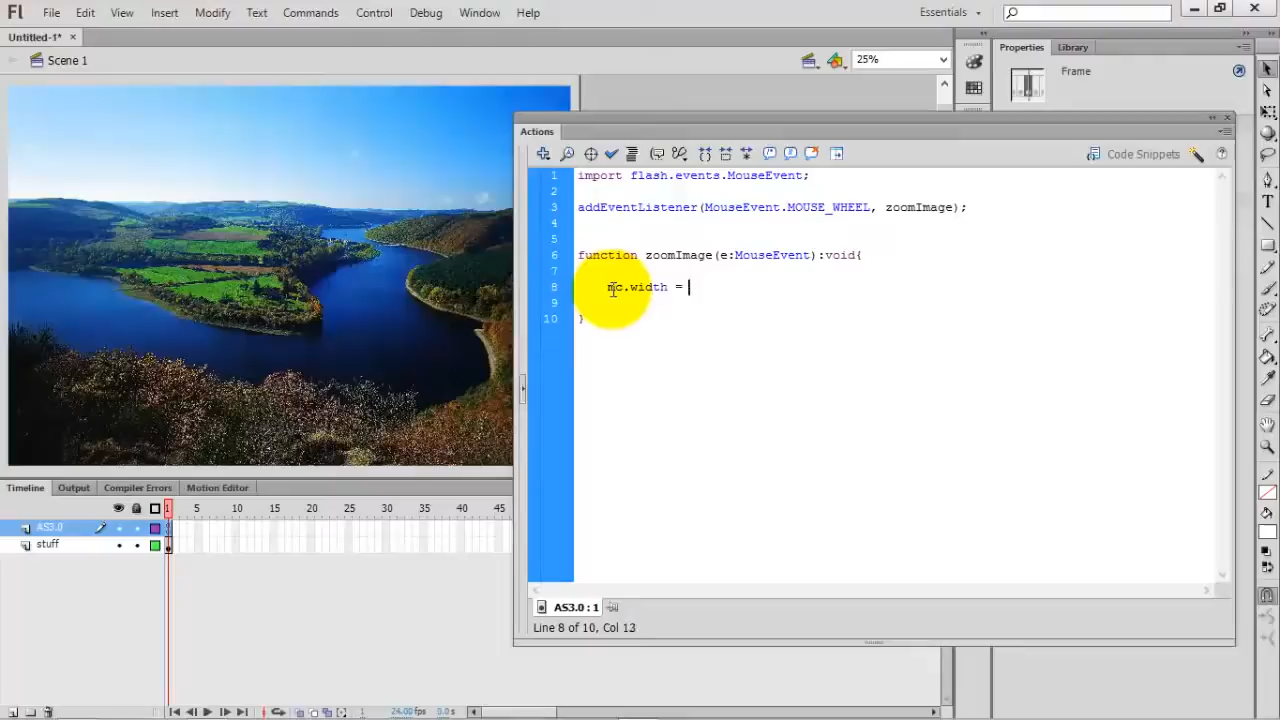 Fl File Edit View Insert Modify Text Commands Control Debug Window Help Essentials
Untitled-1* ×
Scene 1 25%
Properties Library
Frame
Actions
Code Snippets
1 import flash.events.MouseEvent;
2
3 addEventListener(MouseEvent.MOUSE_WHEEL, zoomImage);
4
5
6 function zoomImage(e:MouseEvent):void{
7
8 mc.width =
9
10 }
AS3.0 : 1
Line 8 of 10, Col 13
Timeline Output Compiler Errors Motion Editor
1 5 10 15 20 25 30 35 40 45
AS3.0
stuff
1 24.00 fps 0.0 s